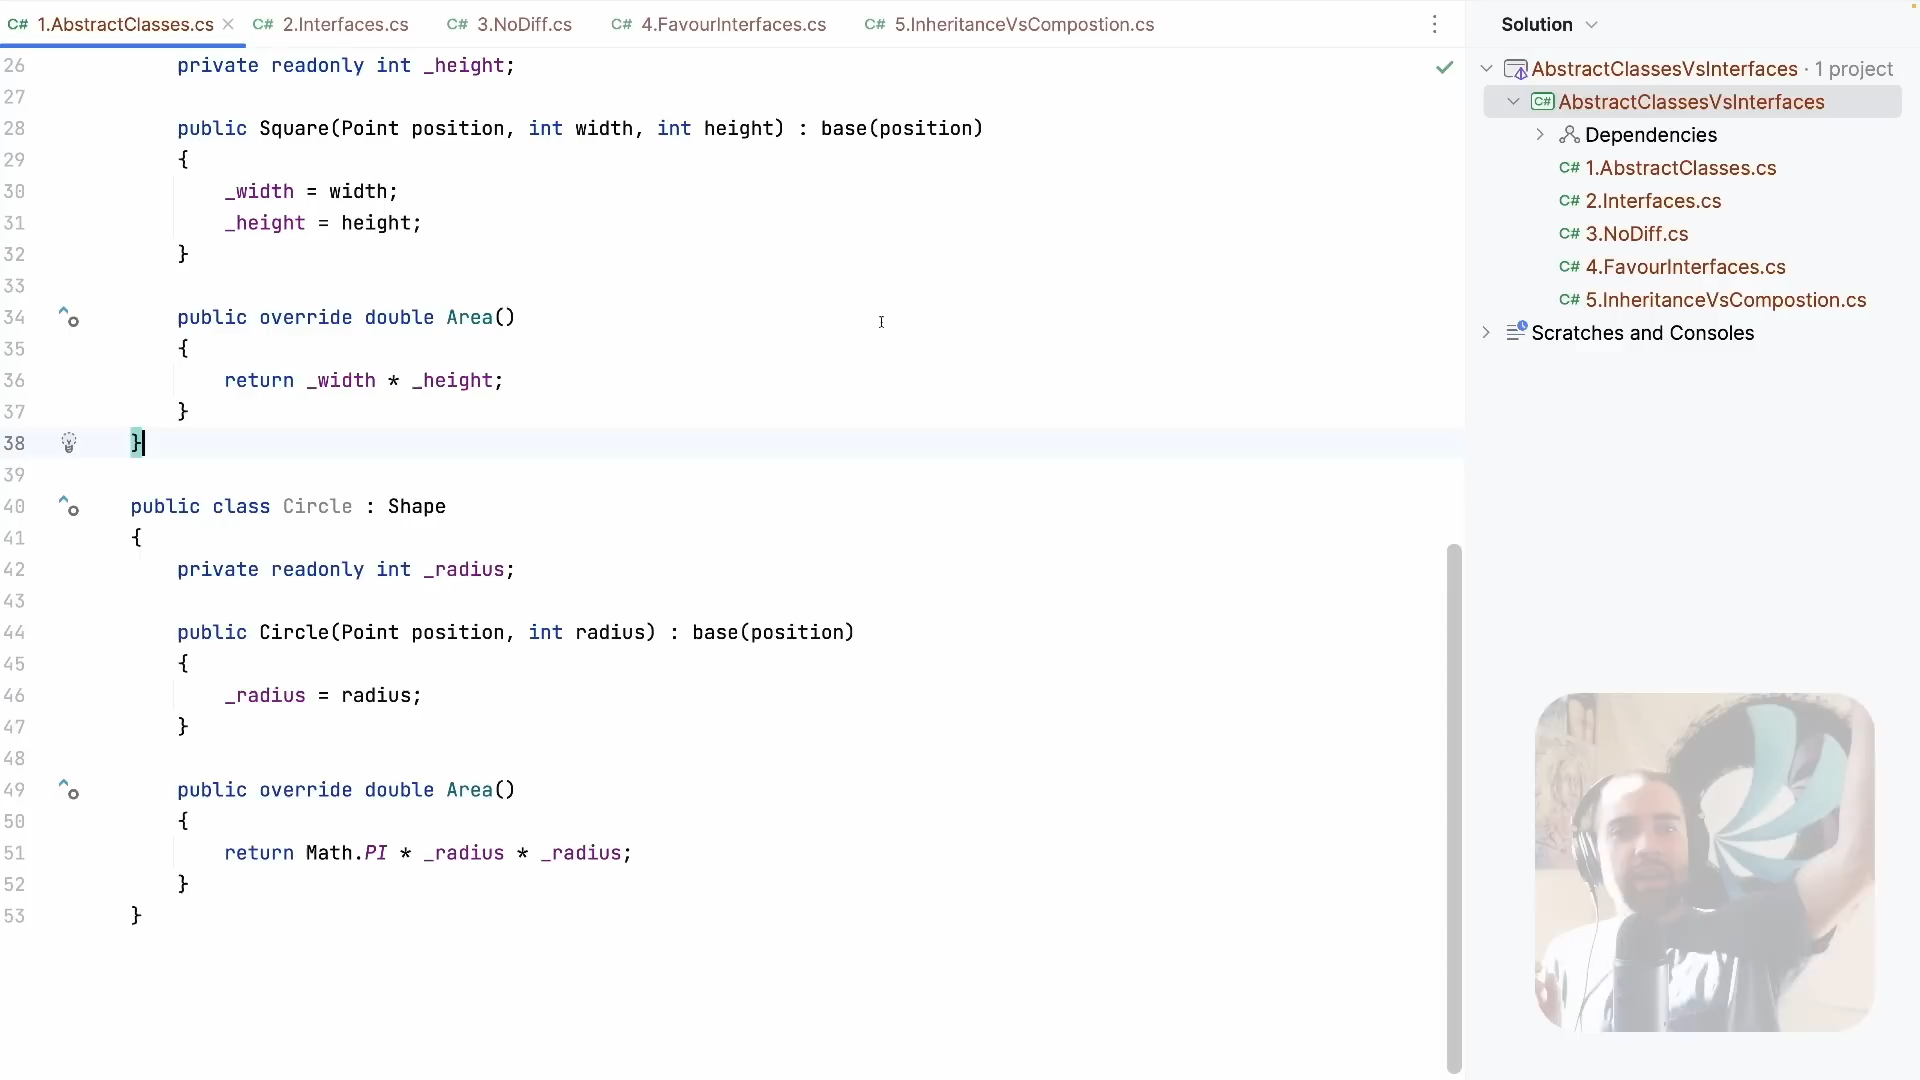 C# 1.AbstractClasses.cs
C# 2.Interfaces.cs
C# 3.NoDiff.cs
C# 4.FavourInterfaces.cs
C# 5.InheritanceVsCompostion.cs
26 private readonly int _height;
27
28 public Square(Point position, int width, int height) : base(position)
29 {
30 _width = width;
31 _height = height;
32 }
33
34 public override double Area()
35 {
36 return _width * _height;
37 }
38 }
39
40 public class Circle : Shape
41 {
42 private readonly int _radius;
43
44 public Circle(Point position, int radius) : base(position)
45 {
46 _radius = radius;
47 }
48
49 public override double Area()
50 {
51 return Math.PI * _radius * _radius;
52 }
53 }
Solution
AbstractClassesVsInterfaces · 1 project
C# AbstractClassesVsInterfaces
Dependencies
C# 1.AbstractClasses.cs
C# 2.Interfaces.cs
C# 3.NoDiff.cs
C# 4.FavourInterfaces.cs
C# 5.InheritanceVsCompostion.cs
Scratches and Consoles